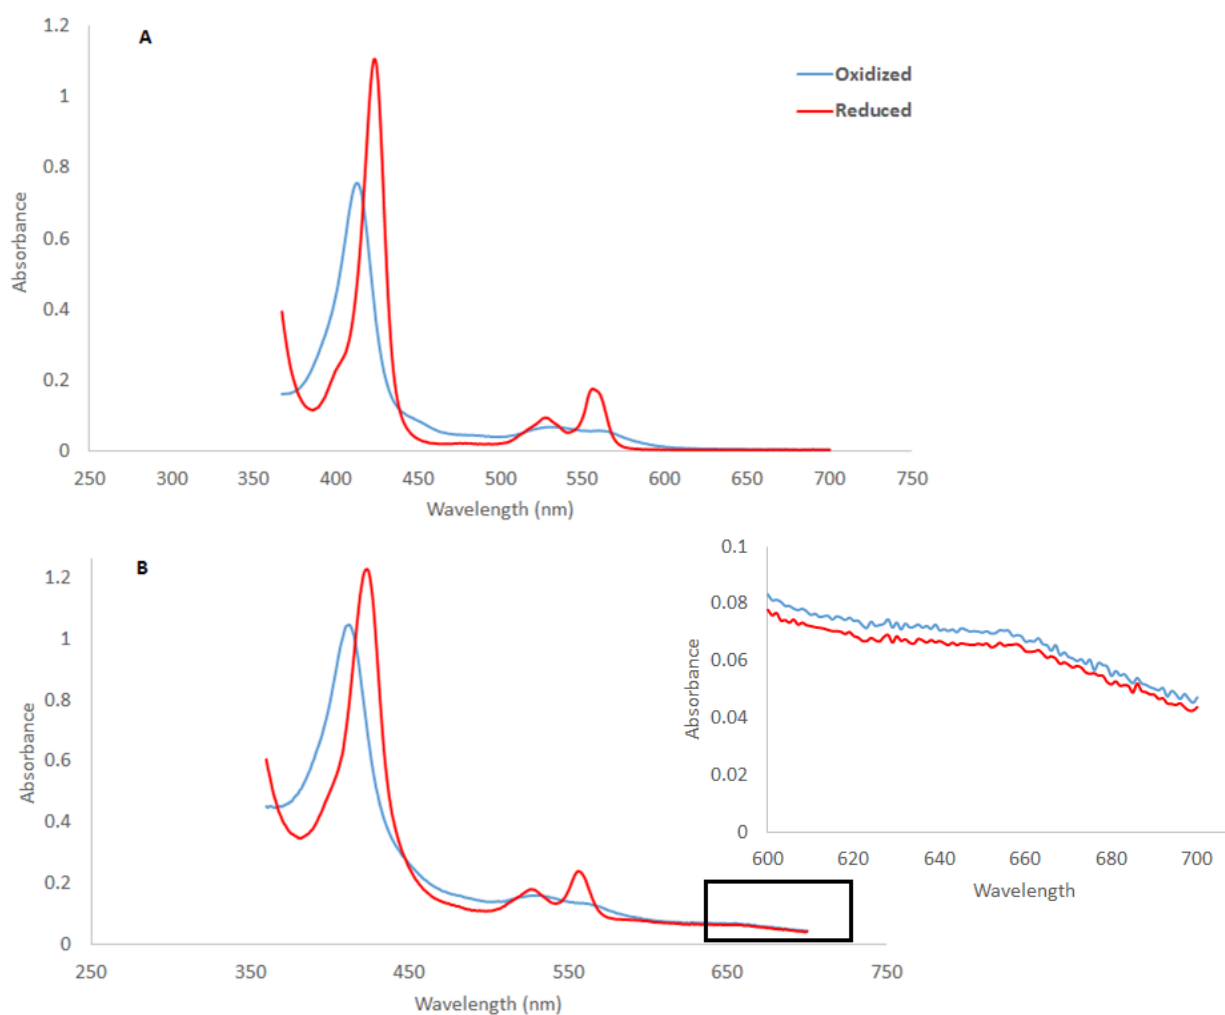 A
Oxidized
Reduced
Absorbance
1.2
1
0.8
0.6
0.4
0.2
0
250 300 350 400 450 500 550 600 650 700 750
Wavelength (nm)
B
Absorbance
1.2
1
0.8
0.6
0.4
0.2
0
250 350 450 550 650 750
Wavelength (nm)
Absorbance
0.1
0.08
0.06
0.04
0.02
0
600 620 640 660 680 700
Wavelength